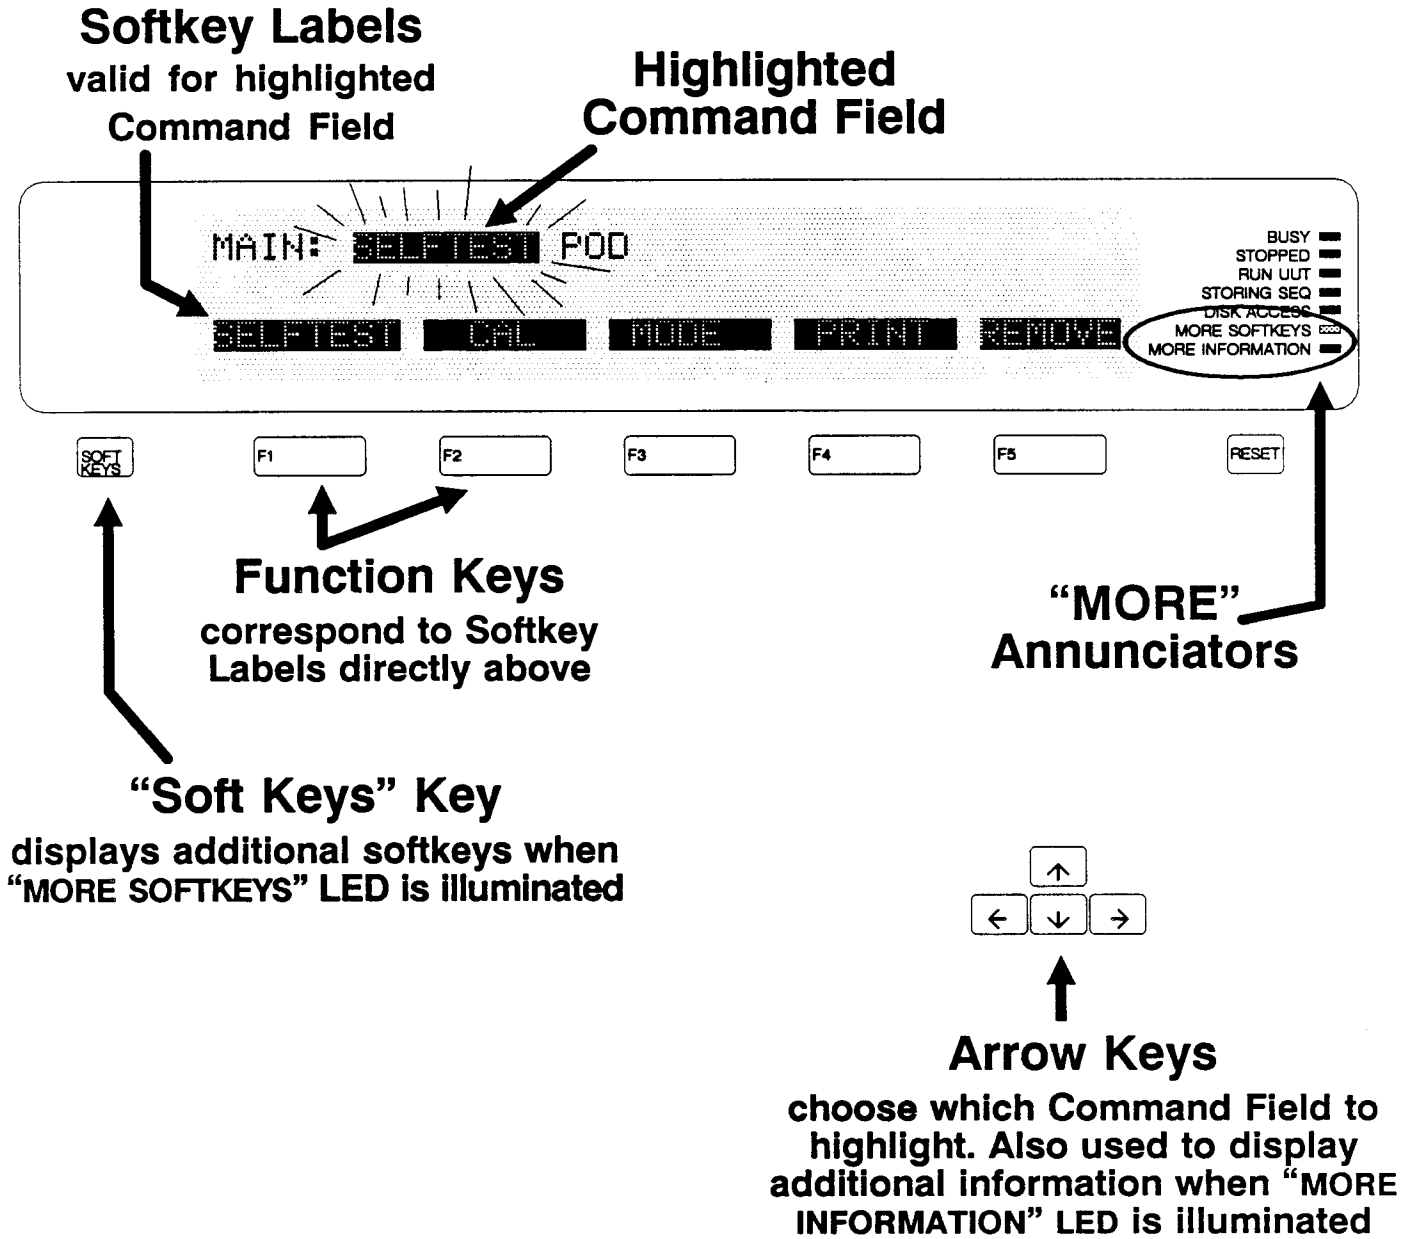 Softkey Labels
valid for highlighted
Command Field
Highlighted
Command Field
MAIN: SELFTEST POD
SELFTEST CAL MODE PRINT REMOVE
BUSY
STOPPED
RUN UUT
STORING SEQ
DISK ACCESS
MORE SOFTKEYS
MORE INFORMATION
SOFT
KEYS
F1
F2
F3
F4
F5
RESET
Function Keys
correspond to Softkey
Labels directly above
“MORE”
Annunciators
“Soft Keys” Key
displays additional softkeys when
“MORE SOFTKEYS” LED is illuminated
Arrow Keys
choose which Command Field to
highlight. Also used to display
additional information when “MORE
INFORMATION” LED is illuminated